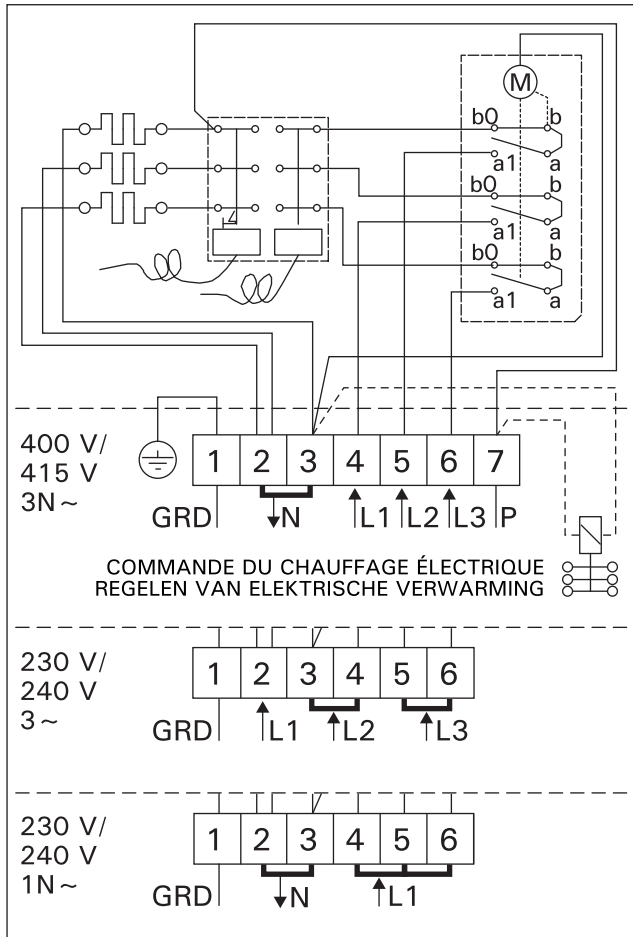 M
b0 b
a1 a
b0 b
a1 a
b0 b
a1 a
400 V/
415 V
3N~
1 2 3 4 5 6 7
GRD N L1 L2 L3 P
COMMANDE DU CHAUFFAGE ÉLECTRIQUE
REGELEN VAN ELEKTRISCHE VERWARMING
230 V/
240 V
3~
1 2 3 4 5 6
GRD L1 L2 L3
230 V/
240 V
1N~
1 2 3 4 5 6
GRD N L1